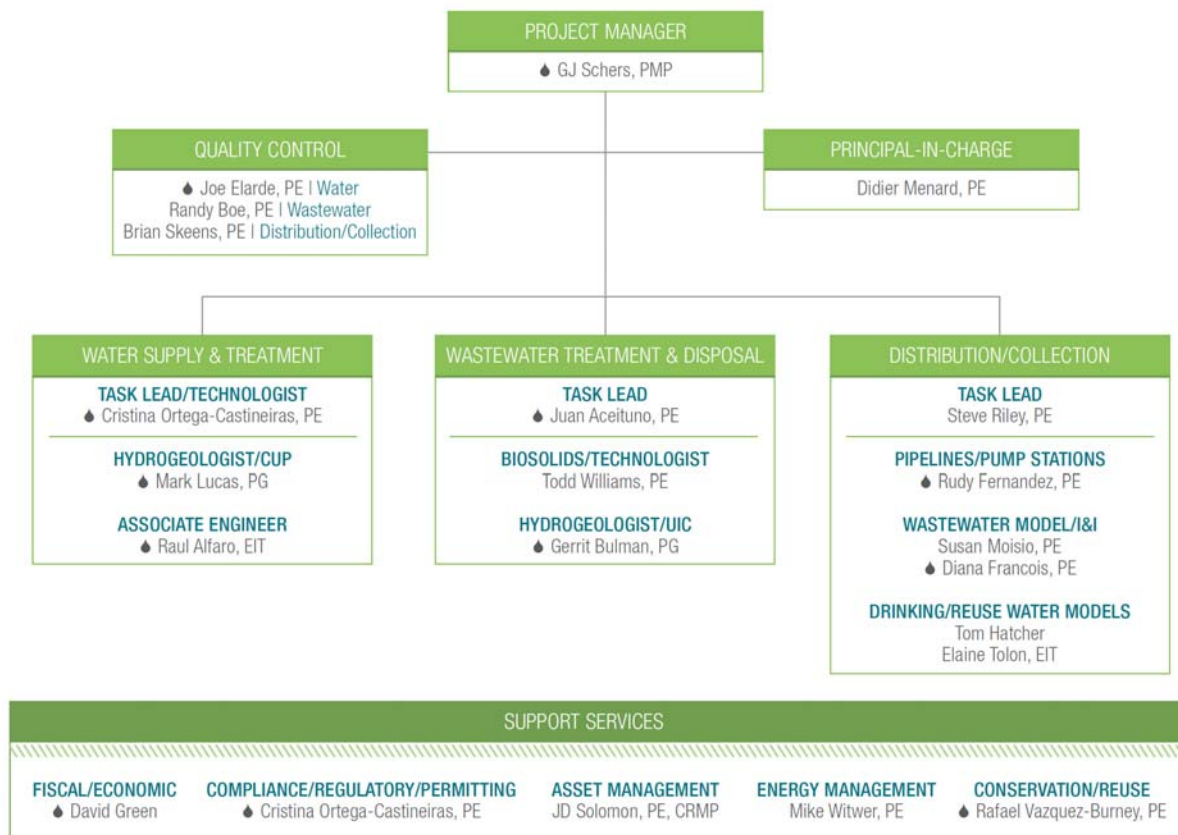 PROJECT MANAGER
GJ Schers, PMP
QUALITY CONTROL
Joe Elarde, PE | Water
Randy Boe, PE | Wastewater
Brian Skeens, PE | Distribution/Collection
PRINCIPAL-IN-CHARGE
Didier Menard, PE
WATER SUPPLY & TREATMENT
TASK LEAD/TECHNOLOGIST
Cristina Ortega-Castineiras, PE
HYDROGEOLOGIST/CUP
Mark Lucas, PG
ASSOCIATE ENGINEER
Raul Alfaro, EIT
WASTEWATER TREATMENT & DISPOSAL
TASK LEAD
Juan Aceituno, PE
BIOSOLIDS/TECHNOLOGIST
Todd Williams, PE
HYDROGEOLOGIST/UIC
Gerrit Bulman, PG
DISTRIBUTION/COLLECTION
TASK LEAD
Steve Riley, PE
PIPELINES/PUMP STATIONS
Rudy Fernandez, PE
WASTEWATER MODEL/I&I
Susan Moisio, PE
Diana Francois, PE
DRINKING/REUSE WATER MODELS
Tom Hatcher
Elaine Tolon, EIT
SUPPORT SERVICES
FISCAL/ECONOMIC
David Green
COMPLIANCE/REGULATORY/PERMITTING
Cristina Ortega-Castineiras, PE
ASSET MANAGEMENT
JD Solomon, PE, CRMP
ENERGY MANAGEMENT
Mike Witwer, PE
CONSERVATION/REUSE
Rafael Vazquez-Burney, PE